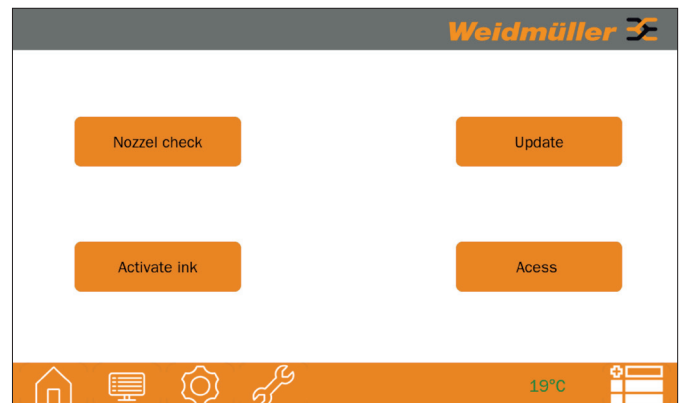 Weidmüller
Nozzel check
Update
Activate ink
Acess
19°C